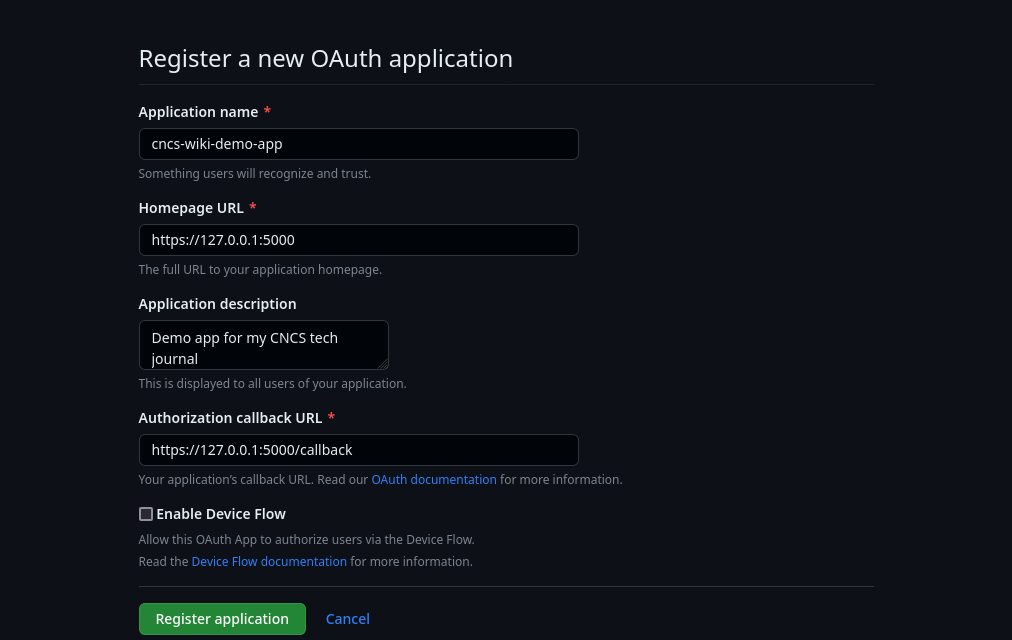 Register a new OAuth application
Application name *
cncs-wiki-demo-app
Something users will recognize and trust.
Homepage URL *
https://127.0.0.1:5000
The full URL to your application homepage.
Application description
Demo app for my CNCS tech
journal
This is displayed to all users of your application.
Authorization callback URL *
https://127.0.0.1:5000/callback
Your application’s callback URL. Read our OAuth documentation for more information.
Enable Device Flow
Allow this OAuth App to authorize users via the Device Flow.
Read the Device Flow documentation for more information.
Register application Cancel